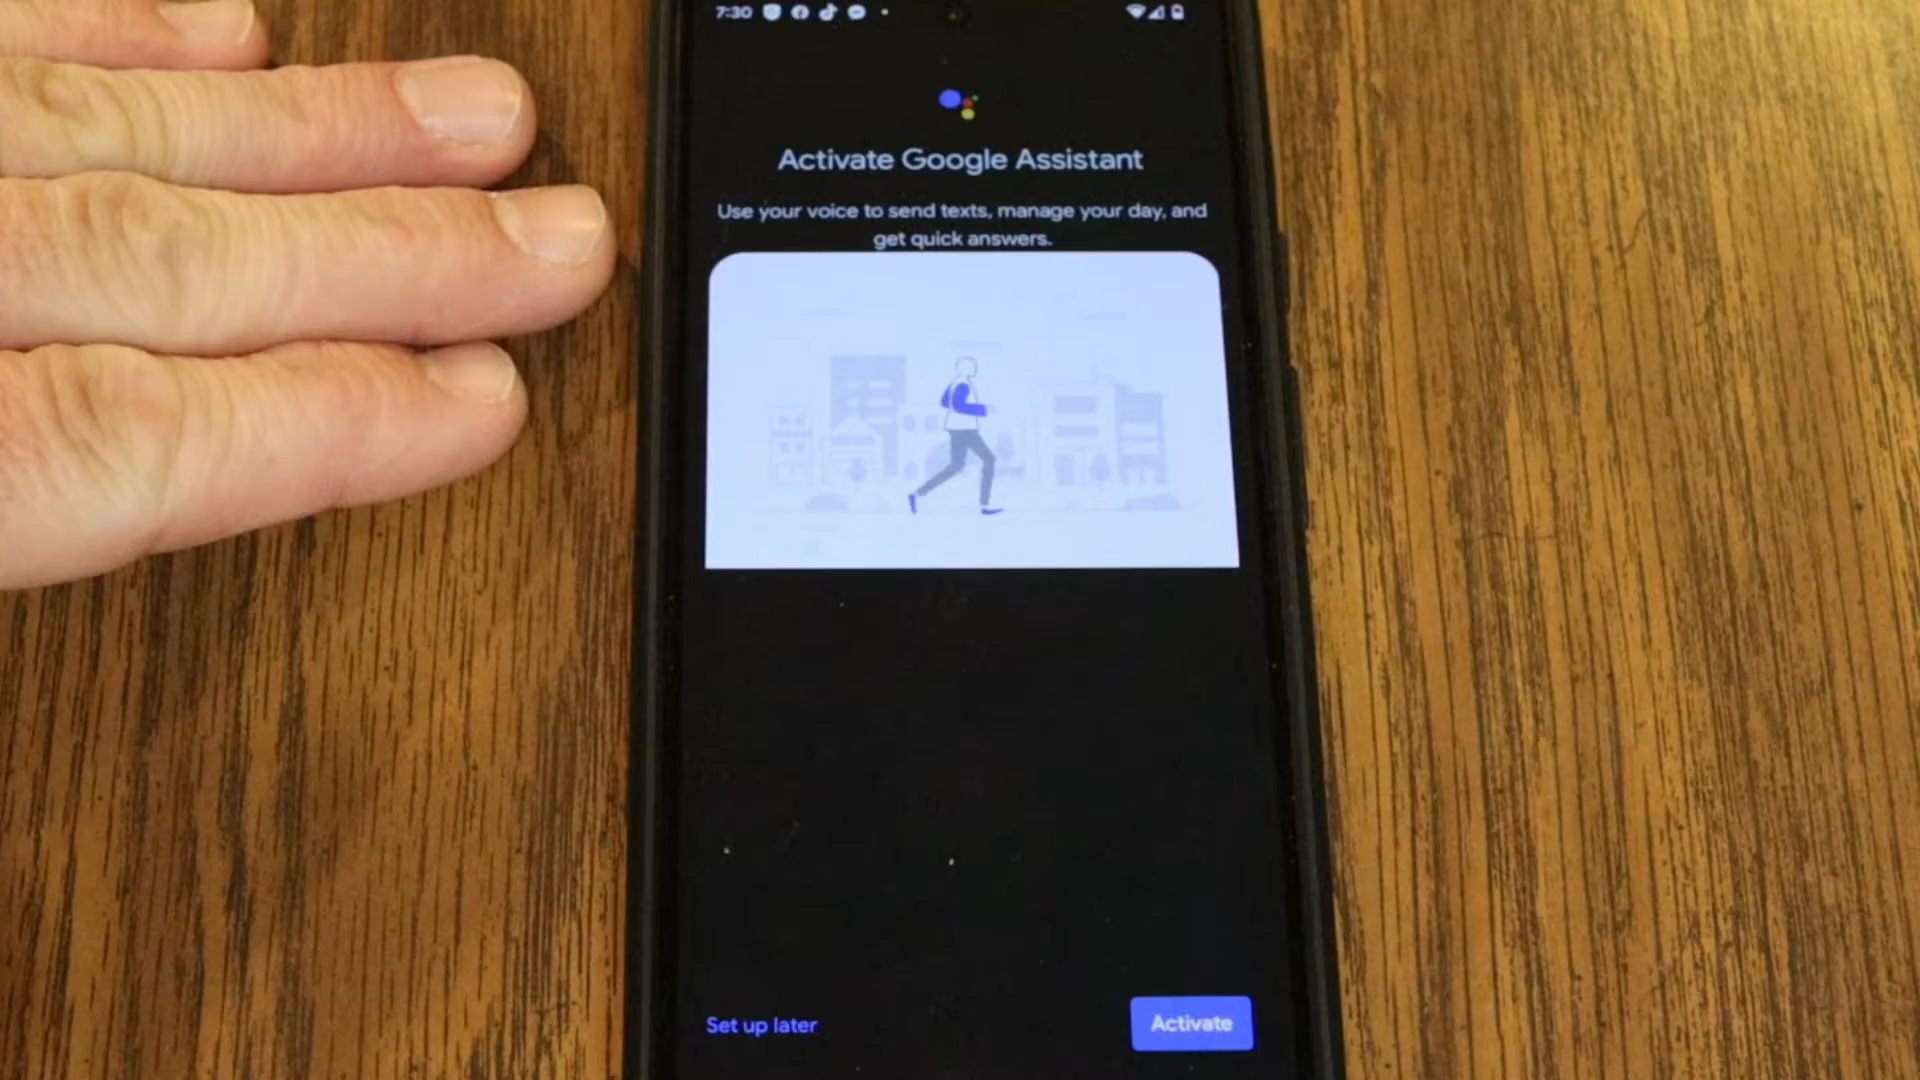 7:30
Activate Google Assistant
Use your voice to send texts, manage your day, and
get quick answers.
Set up later
Activate